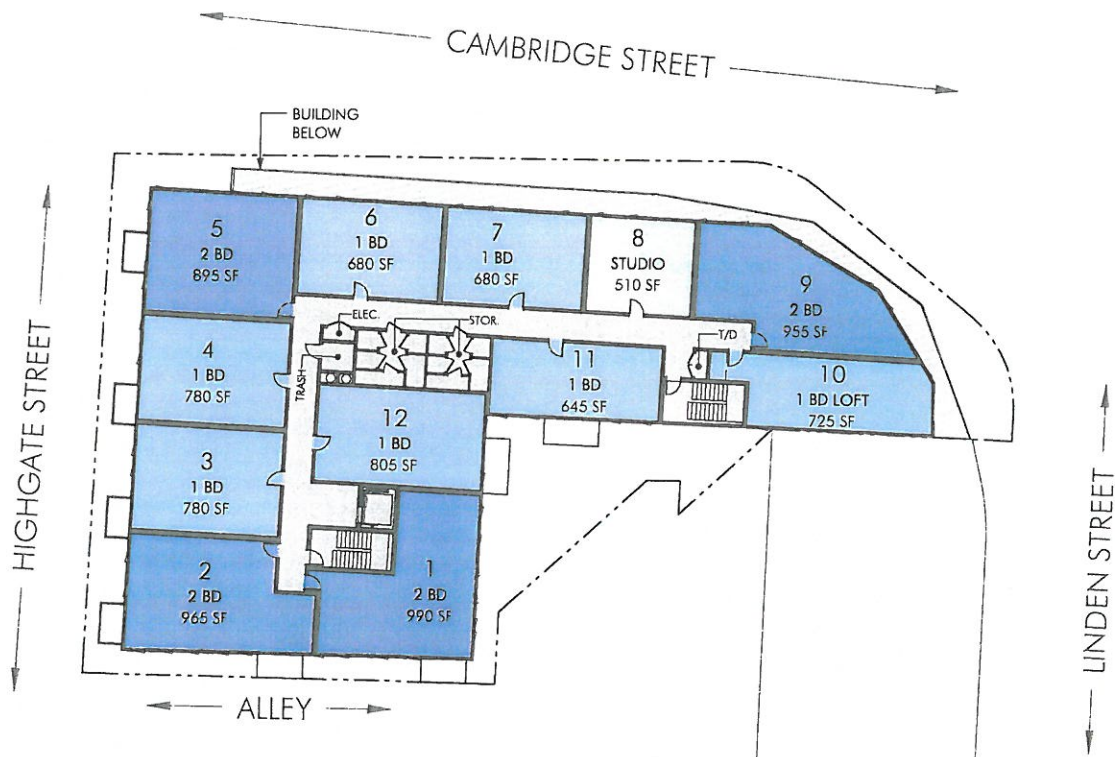 CAMBRIDGE STREET
BUILDING
BELOW
HIGHGATE STREET
5
2 BD
895 SF
6
1 BD
680 SF
7
1 BD
680 SF
8
STUDIO
510 SF
9
2 BD
955 SF
ELEC.
STOR.
T/D
TRASH
4
1 BD
780 SF
11
1 BD
645 SF
10
1 BD LOFT
725 SF
12
1 BD
805 SF
3
1 BD
780 SF
2
2 BD
965 SF
1
2 BD
990 SF
LINDEN STREET
ALLEY